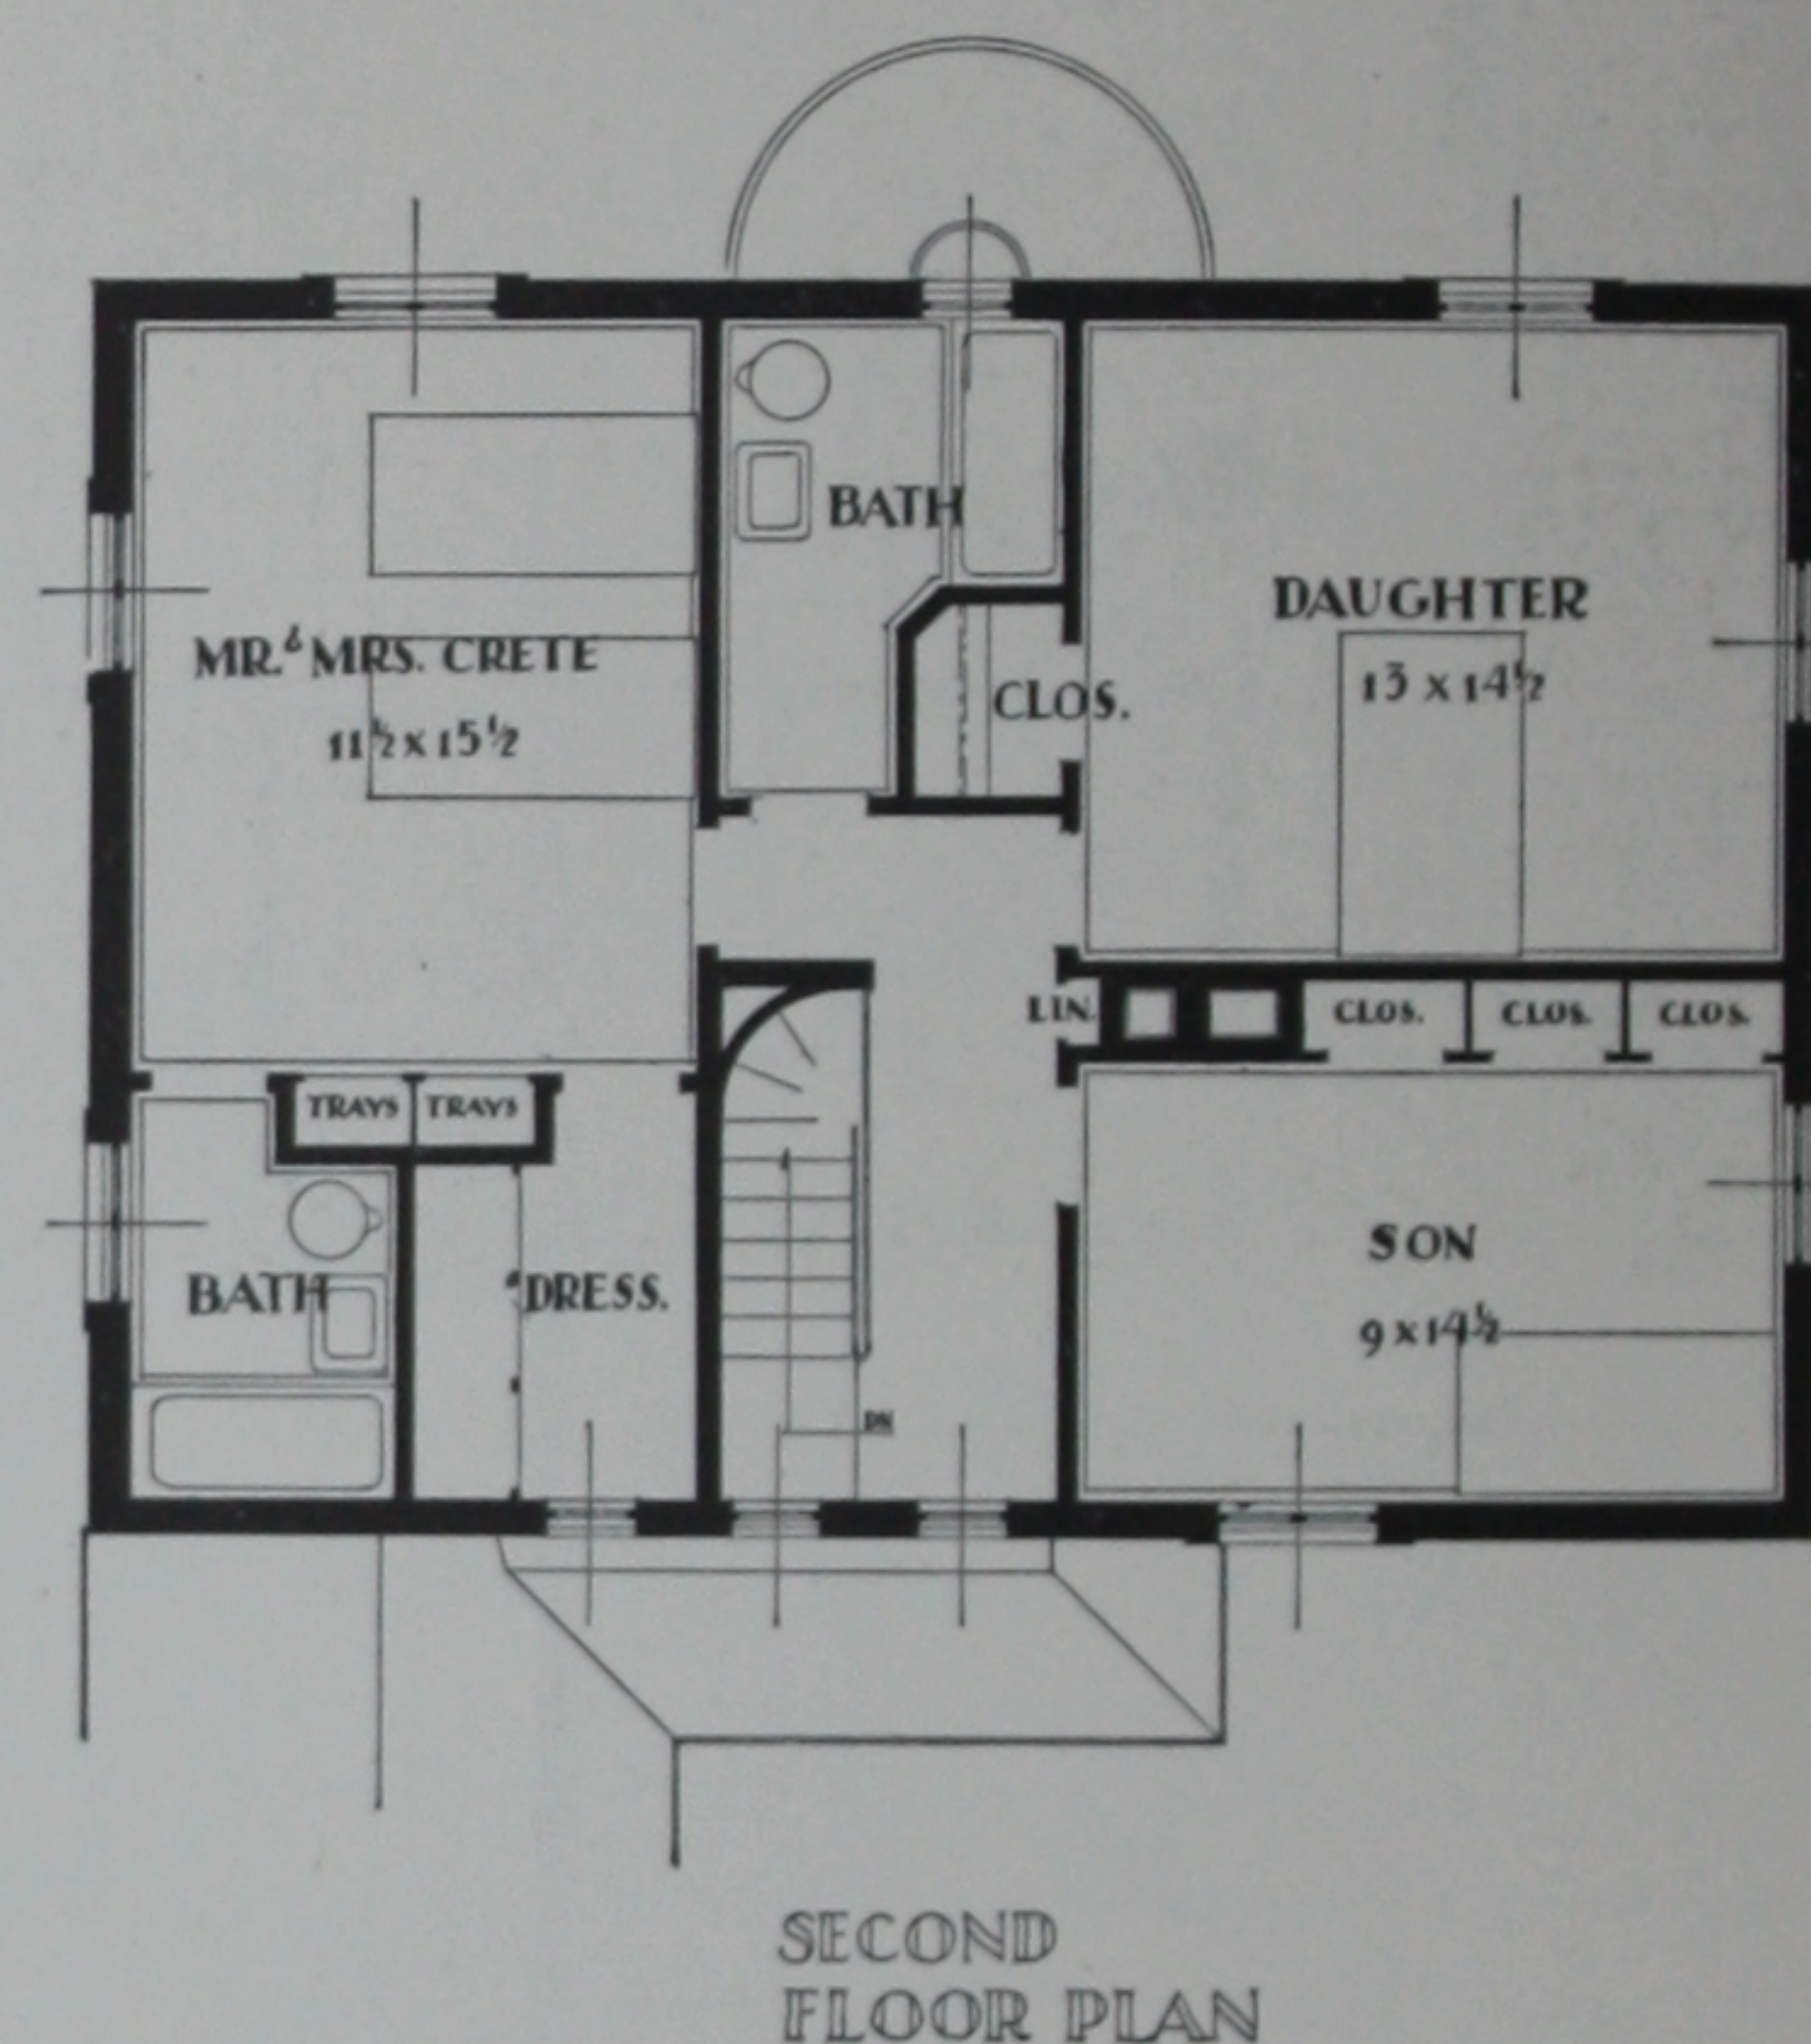 BATH
DAUGHTER
13 x 14½
MR. & MRS. CRETE
11½ x 15½
CLOS.
LIN.
CLOS.
CLOS.
CLOS.
TRAYS
TRAYS
SON
9 x 14½
BATH
DRESS.
DN
SECOND
FLOOR PLAN